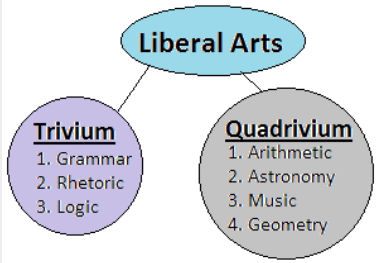 Liberal Arts
Trivium
1. Grammar
2. Rhetoric
3. Logic
Quadrivium
1. Arithmetic
2. Astronomy
3. Music
4. Geometry